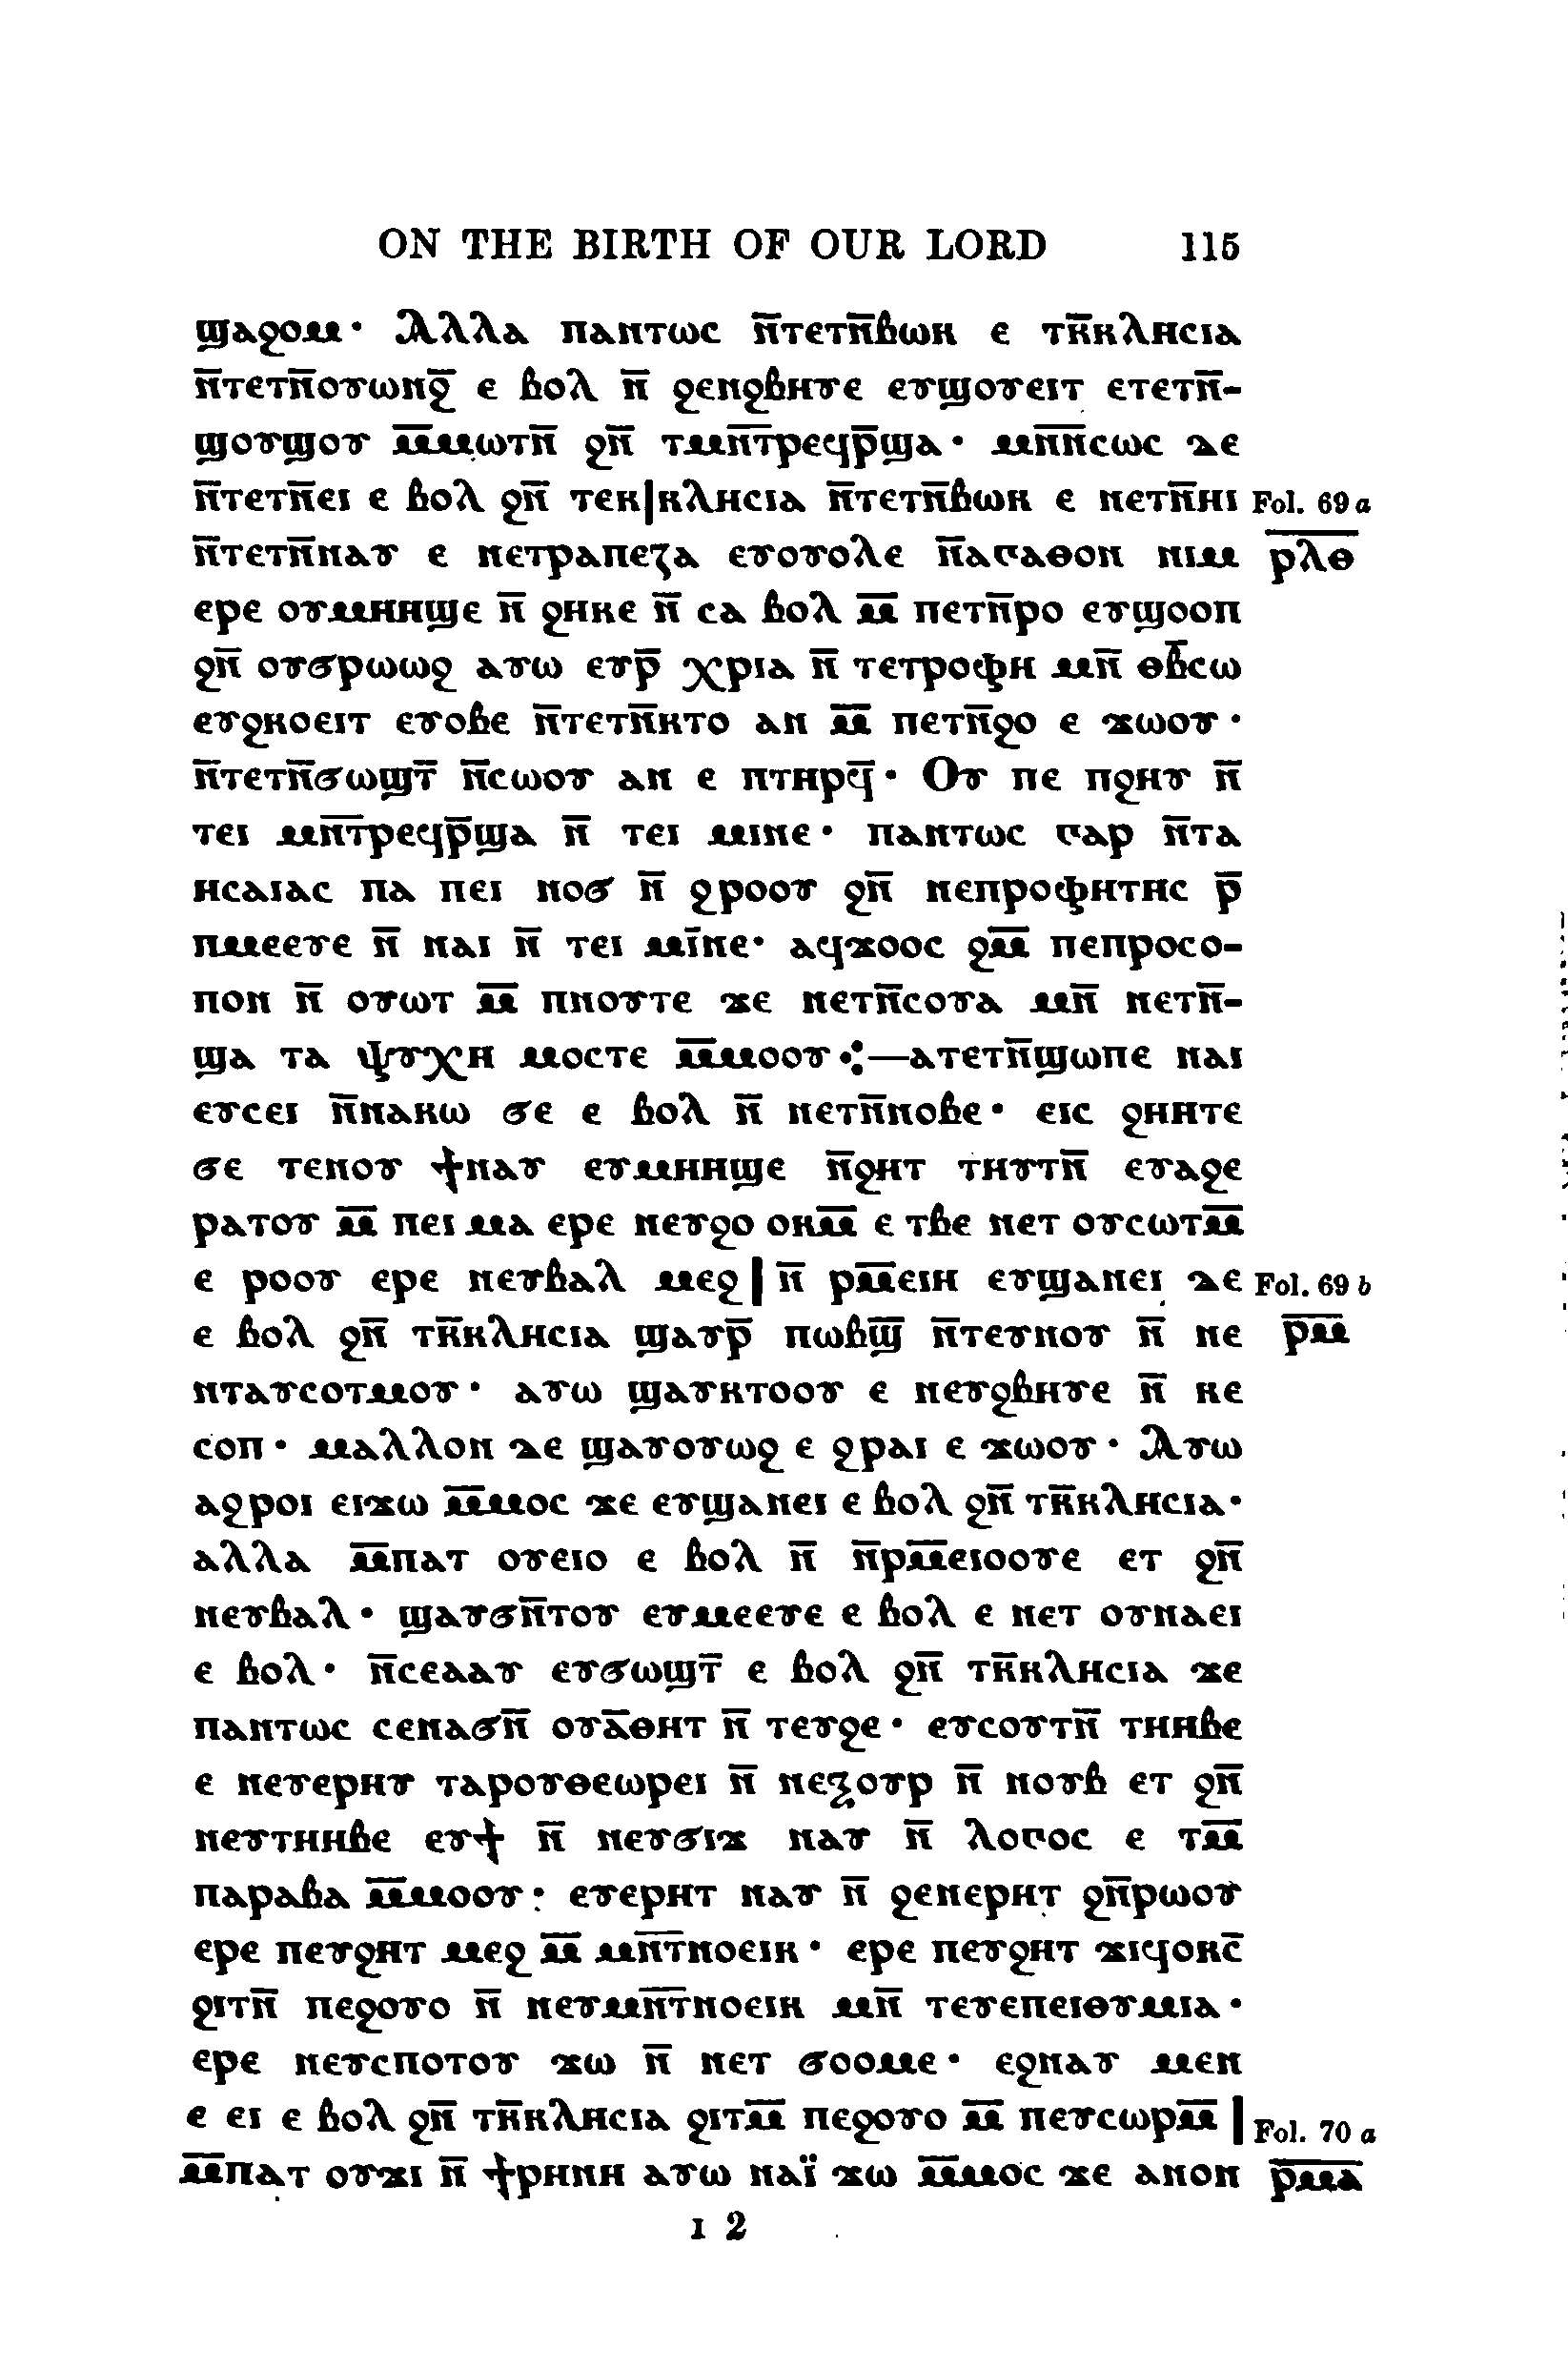 ON THE BIRTH OF OUR LORD 115
ϣⲁϩⲟⲙ· Ⲁⲗⲗⲁ ⲡⲁⲛⲧⲱⲥ ⲛ̄ⲧⲉⲧⲛ̄ⲃⲱⲕ ⲉ ⲧⲕ̄ⲕⲗⲏⲥⲓⲁ
ⲛ̄ⲧⲉⲧⲛ̄ⲟⲩⲱⲛϩ̄ ⲉ ⲃⲟⲗ ⲛ̄ ϩⲉⲛϩⲃⲏⲩⲉ ⲉⲩϣⲟⲩⲉⲓⲧ ⲉⲧⲉⲧⲛ̄-
ϣⲟⲩϣⲟⲩ ⲙ̄ⲙⲱⲧⲛ̄ ϩⲛ̄ ⲧⲙⲛ̄ⲧⲣⲉϥⲣ̄ϣⲁ· ⲙⲛ̄ⲛ̄ⲥⲱⲥ ⲇⲉ
ⲛ̄ⲧⲉⲧⲛ̄ⲉⲓ ⲉ ⲃⲟⲗ ϩⲛ̄ ⲧⲉⲕ|ⲕⲗⲏⲥⲓⲁ ⲛ̄ⲧⲉⲧⲛ̄ⲃⲱⲕ ⲉ ⲛⲉⲧⲛ̄ⲏⲓ Fol. 69 a
ⲛ̄ⲧⲉⲧⲛ̄ⲛⲁⲩ ⲉ ⲛⲉⲧⲣⲁⲡⲉⲍⲁ ⲉⲩⲟⲩⲟⲗⲉ ⲛ̄ⲁⲅⲁⲑⲟⲛ ⲛⲓⲙ ⲣ̅ⲗ̅ⲑ̅
ⲉⲣⲉ ⲟⲩⲙⲏⲏϣⲉ ⲛ̄ ϩⲏⲕⲉ ⲛ̄ ⲥⲁ ⲃⲟⲗ ⲙ̄ ⲡⲉⲧⲛ̄ⲣⲟ ⲉⲩϣⲟⲟⲡ
ϩⲛ̄ ⲟⲩϭⲣⲱⲱϩ ⲁⲩⲱ ⲉⲩⲣ̄ ⲭⲣⲓⲁ ⲛ̄ ⲧⲉⲧⲣⲟⲫⲏ ⲙⲛ̄ ⲑⲃ̄ⲥⲱ
ⲉⲩϩⲕⲟⲉⲓⲧ ⲉⲩⲟⲃⲉ ⲛ̄ⲧⲉⲧⲛ̄ⲕⲧⲟ ⲁⲛ ⲙ̄ ⲡⲉⲧⲛ̄ϩⲟ ⲉ ϫⲱⲟⲩ·
ⲛ̄ⲧⲉⲧⲛ̄ϭⲱϣⲧ̄ ⲛ̄ⲥⲱⲟⲩ ⲁⲛ ⲉ ⲡⲧⲏⲣϥ̄· Ⲟⲩ ⲡⲉ ⲡϩⲏⲩ ⲛ̄
ⲧⲉⲓ ⲙⲛ̄ⲧⲣⲉϥⲣ̄ϣⲁ ⲛ̄ ⲧⲉⲓ ⲙⲓⲛⲉ· ⲡⲁⲛⲧⲱⲥ ⲅⲁⲣ ⲛ̄ⲧⲁ
ⲏⲥⲁⲓⲁⲥ ⲡⲁ ⲡⲉⲓ ⲛⲟϭ ⲛ̄ ϩⲣⲟⲟⲩ ϩⲛ̄ ⲛⲉⲡⲣⲟⲫⲏⲧⲏⲥ ⲣ̄
ⲡⲙⲉⲉⲩⲉ ⲛ̄ ⲛⲁⲓ ⲛ̄ ⲧⲉⲓ ⲙⲓ̄ⲛⲉ· ⲁϥϫⲟⲟⲥ ϩⲙ̄ ⲡⲉⲡⲣⲟⲥⲟ-
ⲡⲟⲛ ⲛ̄ ⲟⲩⲱⲧ ⲙ̄ ⲡⲛⲟⲩⲧⲉ ϫⲉ ⲛⲉⲧⲛ̄ⲥⲟⲩⲁ ⲙⲛ̄ ⲛⲉⲧⲛ̄-
ϣⲁ ⲧⲁ ⲯⲩⲭⲏ ⲙⲟⲥⲧⲉ ⲙ̄ⲙⲟⲟⲩ⁖—ⲁⲧⲉⲧⲛ̄ϣⲱⲡⲉ ⲛⲁⲓ
ⲉⲩⲥⲉⲓ ⲛ̄ⲛⲁⲕⲱ ϭⲉ ⲉ ⲃⲟⲗ ⲛ̄ ⲛⲉⲧⲛ̄ⲛⲟⲃⲉ· ⲉⲓⲥ ϩⲏⲏⲧⲉ
ϭⲉ ⲧⲉⲛⲟⲩ ϯⲛⲁⲩ ⲉⲩⲙⲏⲏϣⲉ ⲛ̄ϩⲏⲧ ⲧⲏⲩⲧⲛ̄ ⲉⲩⲁϩⲉ
ⲣⲁⲧⲟⲩ ⲙ̄ ⲡⲉⲓ ⲙⲁ ⲉⲣⲉ ⲛⲉⲩϩⲟ ⲟⲕⲙ̄ ⲉ ⲧⲃⲉ ⲛⲉⲧ ⲟⲩⲥⲱⲧⲙ̄
ⲉ ⲣⲟⲟⲩ ⲉⲣⲉ ⲛⲉⲩⲃⲁⲗ ⲙⲉϩ| ⲛ̄ ⲣⲙ̄ⲉⲓⲏ ⲉⲩϣⲁⲛⲉⲓ ⲇⲉ Fol. 69 b
ⲉ ⲃⲟⲗ ϩⲛ̄ ⲧⲕ̄ⲕⲗⲏⲥⲓⲁ ϣⲁⲩⲣ̄ ⲡⲱⲃϣ̄ ⲛ̄ⲧⲉⲩⲛⲟⲩ ⲛ̄ ⲛⲉ ⲣ̅ⲙ̅
ⲛⲧⲁⲩⲥⲟⲧⲙⲟⲩ· ⲁⲩⲱ ϣⲁⲩⲕⲧⲟⲟⲩ ⲉ ⲛⲉⲩϩⲃⲏⲩⲉ ⲛ̄ ⲕⲉ
ⲥⲟⲡ· ⲙⲁⲗⲗⲟⲛ ⲇⲉ ϣⲁⲩⲟⲩⲱϩ ⲉ ϩⲣⲁⲓ ⲉ ϫⲱⲟⲩ· Ⲁⲩⲱ
ⲁϩⲣⲟⲓ ⲉⲓϫⲱ ⲙ̄ⲙⲟⲥ ϫⲉ ⲉⲩϣⲁⲛⲉⲓ ⲉ ⲃⲟⲗ ϩⲛ̄ ⲧⲕ̄ⲕⲗⲏⲥⲓⲁ·
ⲁⲗⲗⲁ ⲙ̄ⲡⲁⲧ ⲟⲩⲉⲓⲟ ⲉ ⲃⲟⲗ ⲛ̄ ⲛ̄ⲣⲙ̄ⲉⲓⲟⲟⲩⲉ ⲉⲧ ϩⲛ̄
ⲛⲉⲩⲃⲁⲗ· ϣⲁⲩϭⲛ̄ⲧⲟⲩ ⲉⲩⲙⲉⲉⲩⲉ ⲉ ⲃⲟⲗ ⲉ ⲛⲉⲧ ⲟⲩⲛⲁⲉⲓ
ⲉ ⲃⲟⲗ· ⲛ̄ⲥⲉⲁⲁⲩ ⲉⲩϭⲱϣⲧ̄ ⲉ ⲃⲟⲗ ϩⲛ̄ ⲧⲕ̄ⲕⲗⲏⲥⲓⲁ ϫⲉ
ⲡⲁⲛⲧⲱⲥ ⲥⲉⲛⲁϭⲛ̄ ⲟⲩⲁ̄ⲑⲏⲧ ⲛ̄ ⲧⲉⲩϩⲉ· ⲉⲩⲥⲟⲩⲧⲛ̄ ⲧⲏⲏⲃⲉ
ⲉ ⲛⲉⲩⲉⲣⲏⲩ ⲧⲁⲣⲟⲩⲑⲉⲱⲣⲉⲓ ⲛ̄ ⲛⲉⲝⲟⲩⲣ ⲛ̄ ⲛⲟⲩⲃ ⲉⲧ ϩⲛ̄
ⲛⲉⲩⲧⲏⲏⲃⲉ ⲉⲩϯ ⲛ̄ ⲛⲉⲩϭⲓϫ ⲛⲁⲩ ⲛ̄ ⲗⲟⲅⲟⲥ ⲉ ⲧⲙ̄
ⲡⲁⲣⲁⲃⲁ ⲙ̄ⲙⲟⲟⲩ· ⲉⲩⲉⲣⲏⲧ ⲛⲁⲩ ⲛ̄ ϩⲉⲛⲉⲣⲏⲧ ϩⲛ̄ⲣⲱⲟⲩ
ⲉⲣⲉ ⲡⲉⲩϩⲏⲧ ⲙⲉϩ ⲙ̄ ⲙⲛ̄ⲧⲛⲟⲉⲓⲕ· ⲉⲣⲉ ⲡⲉⲩϩⲏⲧ ϫⲓϥⲟⲕⲥ̄
ϩⲓⲧⲛ̄ ⲡⲉϩⲟⲩⲟ ⲛ̄ ⲛⲉⲩⲙⲛ̄ⲧⲛⲟⲉⲓⲕ ⲙⲛ̄ ⲧⲉⲩⲉⲡⲉⲓⲑⲩⲙⲓⲁ·
ⲉⲣⲉ ⲛⲉⲩⲥⲡⲟⲧⲟⲩ ϫⲱ ⲛ̄ ⲛⲉⲧ ϭⲟⲟⲙⲉ· ⲉϩⲛⲁⲩ ⲙⲉⲛ
ⲉ ⲉⲓ ⲉ ⲃⲟⲗ ϩⲛ̄ ⲧⲕ̄ⲕⲗⲏⲥⲓⲁ ϩⲓⲧⲙ̄ ⲡⲉϩⲟⲩⲟ ⲙ̄ ⲡⲉⲩⲥⲱⲣⲙ̄ | Fol. 70 a
ⲙ̄ⲡⲁⲧ ⲟⲩϫⲓ ⲛ̄ ϯⲣⲏⲛⲏ ⲁⲩⲱ ⲛⲁⲓ̈ ϫⲱ ⲙ̄ⲙⲟⲥ ϫⲉ ⲁⲛⲟⲛ ⲣ̅ⲙ̅ⲁ̅
I 2